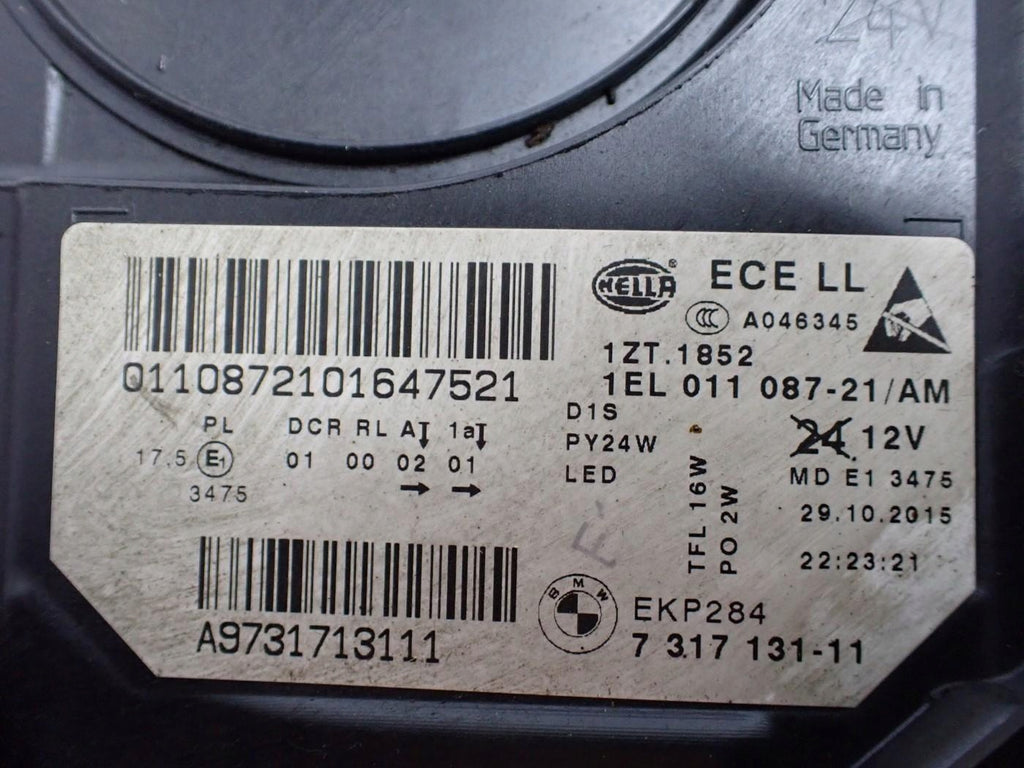 24V
Made in
Germany
HELLA® ECE LL
CCC A046345
0110872101647521
1ZT.1852
1EL 011 087-21/AM
PL DCR RL A 1a
17.5 E1 01 00 02 01
3475
D1S
PY24W
LED
TFL 16W
PO 2W
24. 12V
MD E1 3475
29.10.2015
22:23:21
F
A9731713111
BMW
EKP284
7 317 131-11